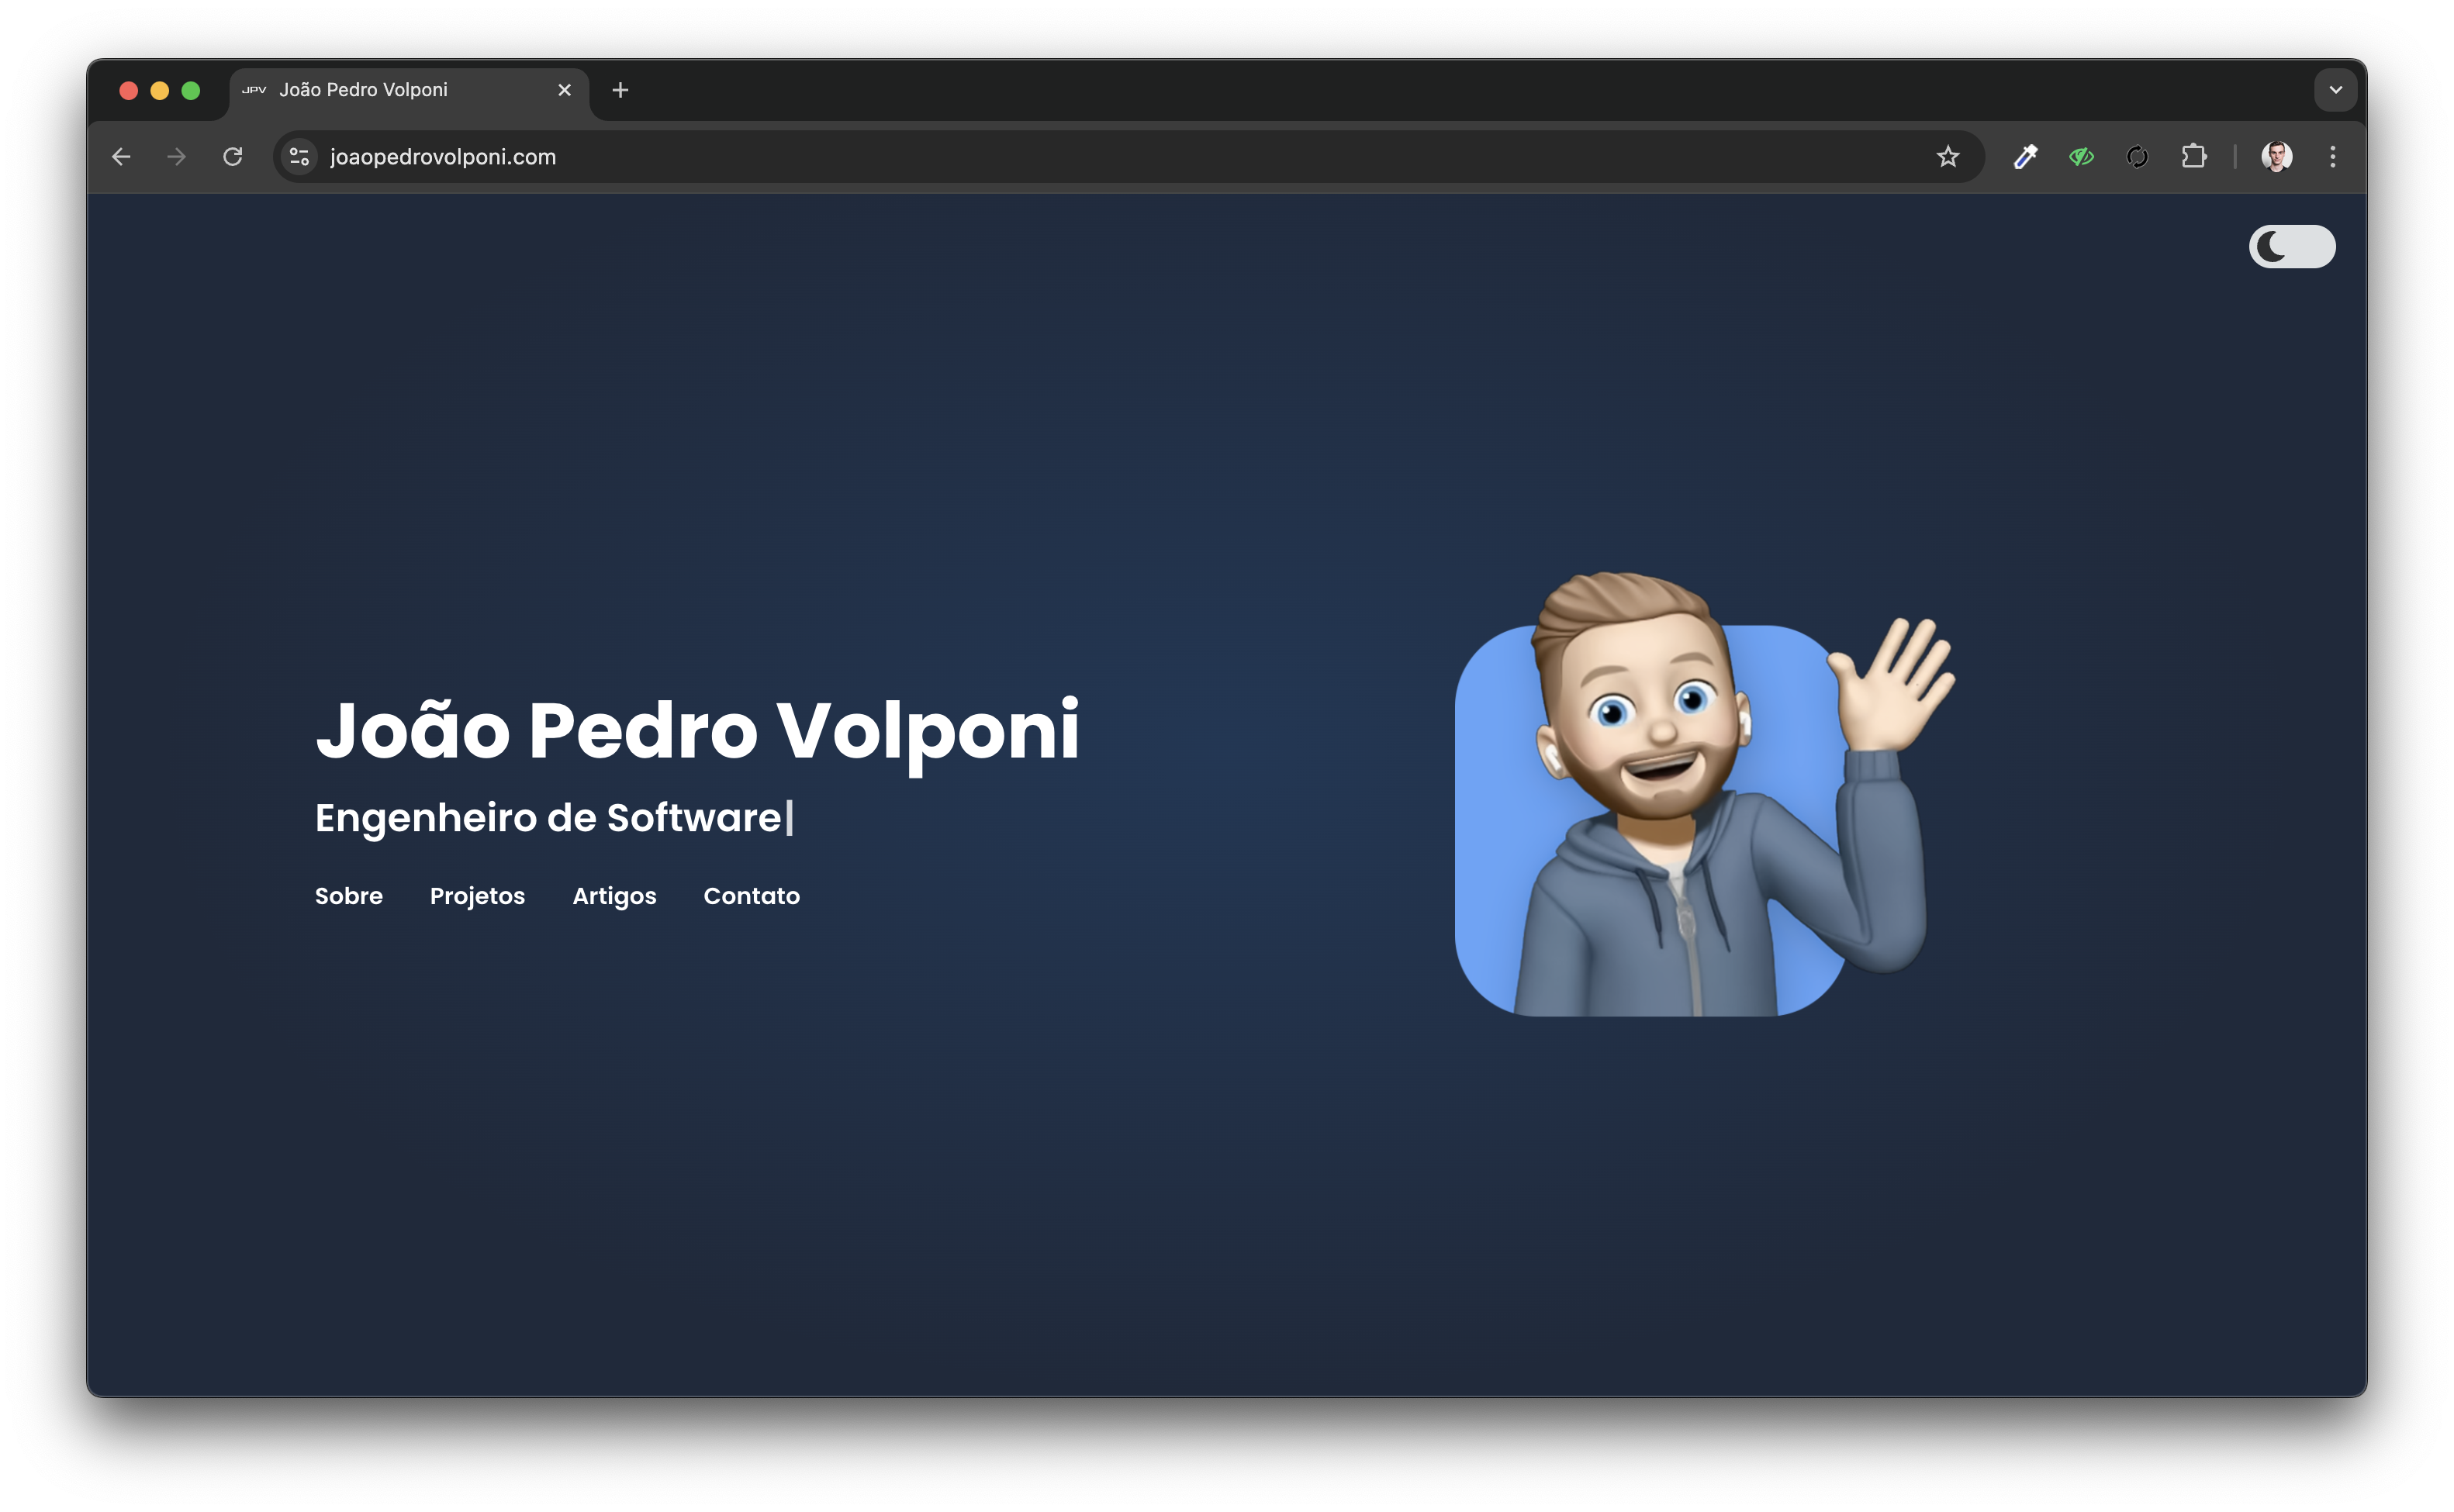 JPV João Pedro Volponi
joaopedrovolponi.com
João Pedro Volponi
Engenheiro de Software
Sobre Projetos Artigos Contato